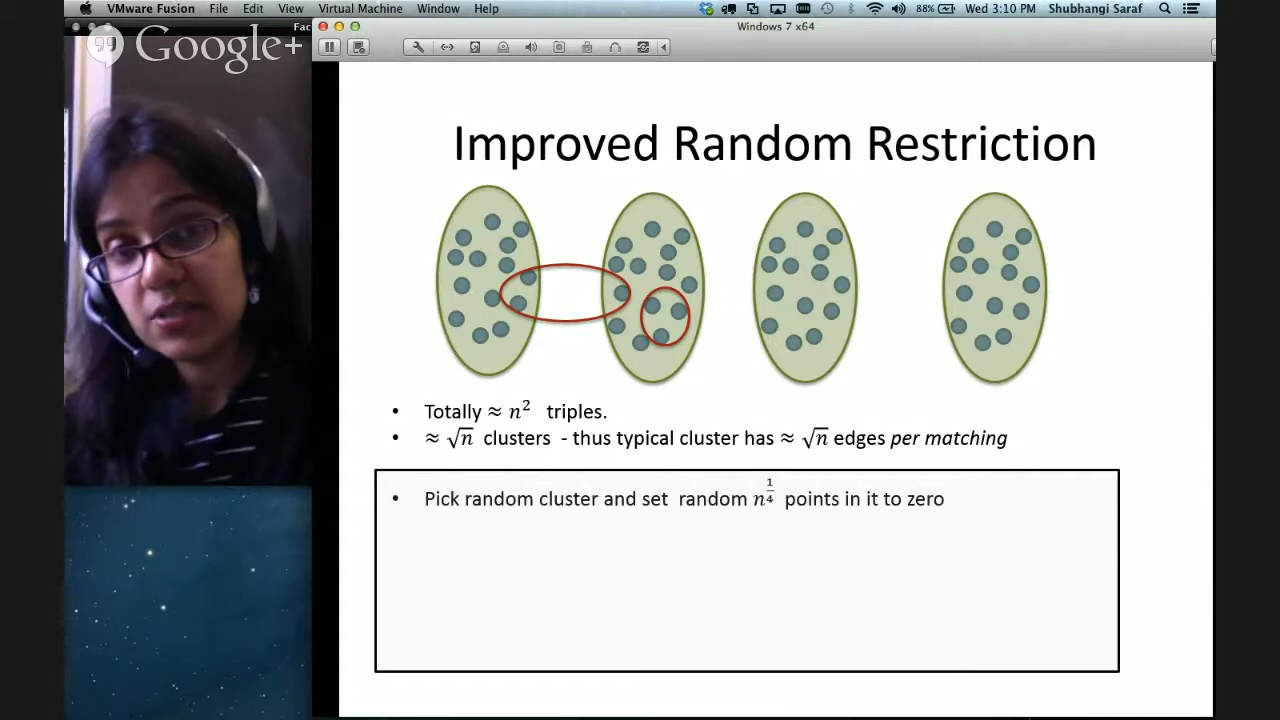 VMware Fusion File Edit View Virtual Machine Window Help 88% Wed 3:10 PM Shubhangi Saraf
Fac
Windows 7 x64
Google+
Improved Random Restriction
• Totally ≈ n² triples.
• ≈ √n clusters - thus typical cluster has ≈ √n edges per matching
• Pick random cluster and set random n^{1/4} points in it to zero